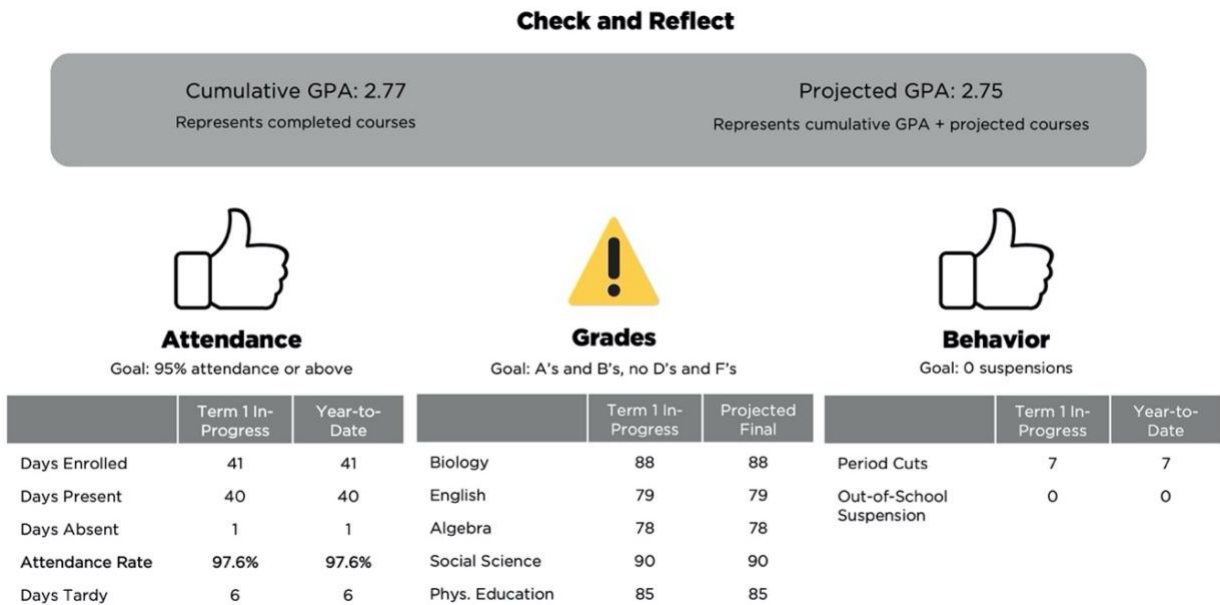 Check and Reflect
Cumulative GPA: 2.77
Represents completed courses
Projected GPA: 2.75
Represents cumulative GPA + projected courses
Attendance
Goal: 95% attendance or above
Term 1 In-
Progress
Year-to-
Date
Days Enrolled 41 41
Days Present 40 40
Days Absent 1 1
Attendance Rate 97.6% 97.6%
Days Tardy 6 6
Grades
Goal: A's and B's, no D's and F's
Term 1 In-
Progress
Projected
Final
Biology 88 88
English 79 79
Algebra 78 78
Social Science 90 90
Phys. Education 85 85
Behavior
Goal: 0 suspensions
Term 1 In-
Progress
Year-to-
Date
Period Cuts 7 7
Out-of-School 0 0
Suspension